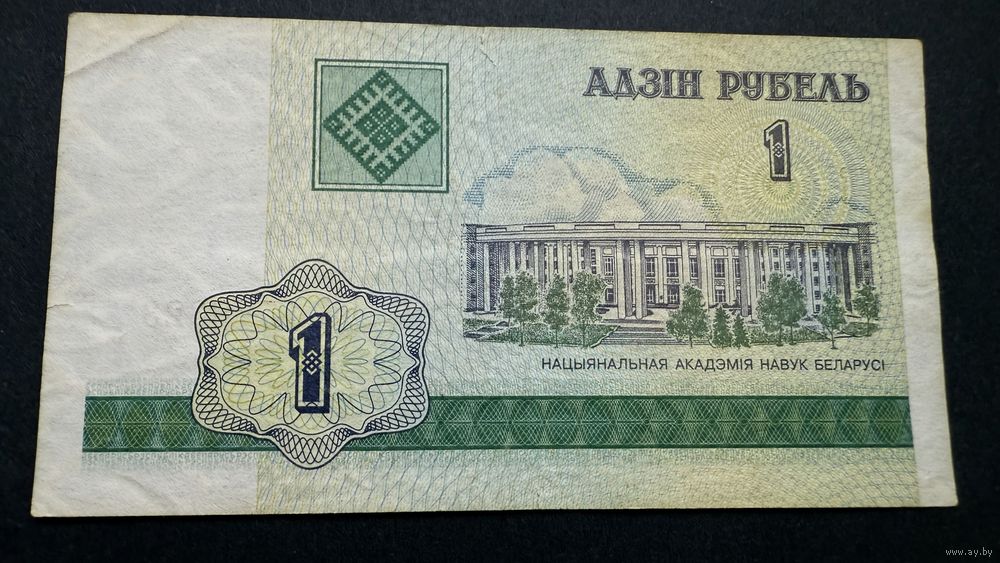 АДЗІН РУБЕЛЬ
1
НАЦЫЯНАЛЬНАЯ АКАДЭМІЯ НАВУК БЕЛАРУСІ
1
www.ay.by